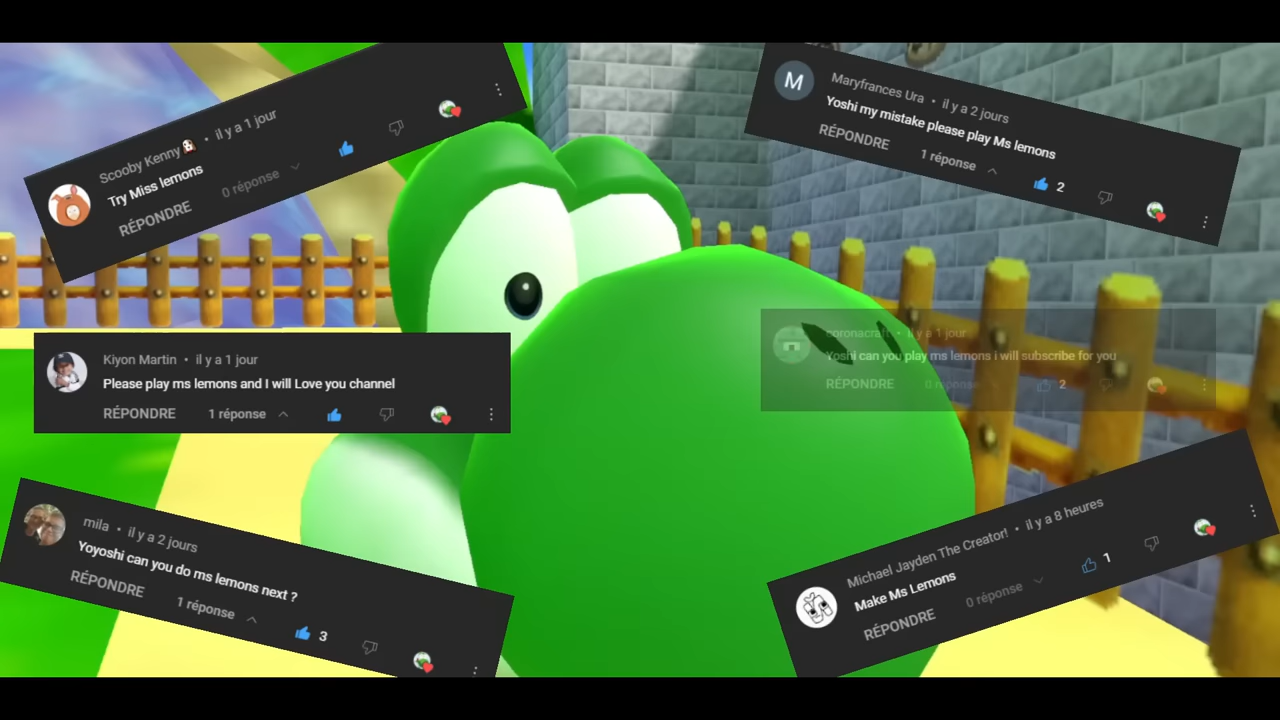 Scooby Kenny • il y a 1 jour
Try Miss lemons
RÉPONDRE 0 réponse
M
Maryfrances Ura • il y a 2 jours
Yoshi my mistake please play Ms lemons
RÉPONDRE 1 réponse 2
Kiyon Martin • il y a 1 jour
Please play ms lemons and I will Love you channel
RÉPONDRE 1 réponse
coronacraft • il y a 1 jour
Yoshi can you play ms lemons i will subscribe for you
RÉPONDRE 0 réponse 2
mila • il y a 2 jours
Yoyoshi can you do ms lemons next ?
RÉPONDRE 1 réponse 3
Michael Jayden The Creator! • il y a 8 heures
Make Ms Lemons
RÉPONDRE 0 réponse 1